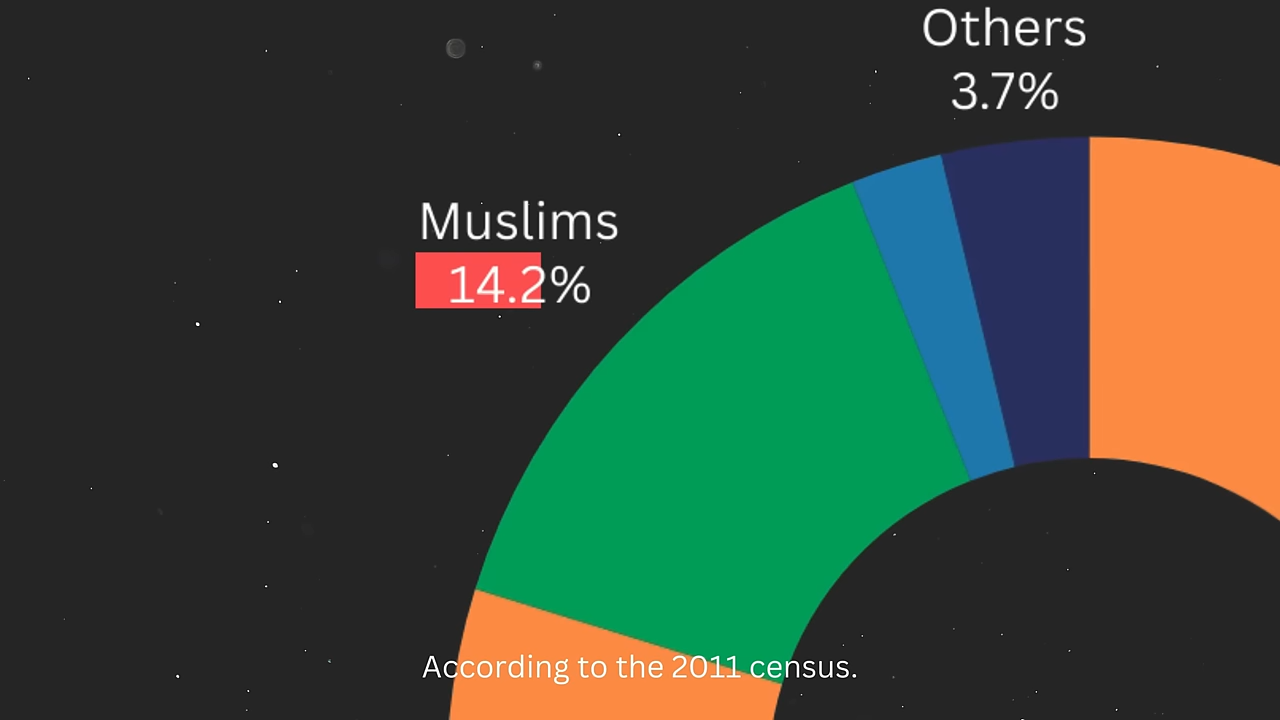 Others
3.7%
Muslims
14.2%
According to the 2011 census.